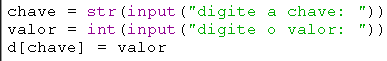 chave = str(input("digite a chave: "))
valor = int(input("digite o valor: "))
d[chave] = valor